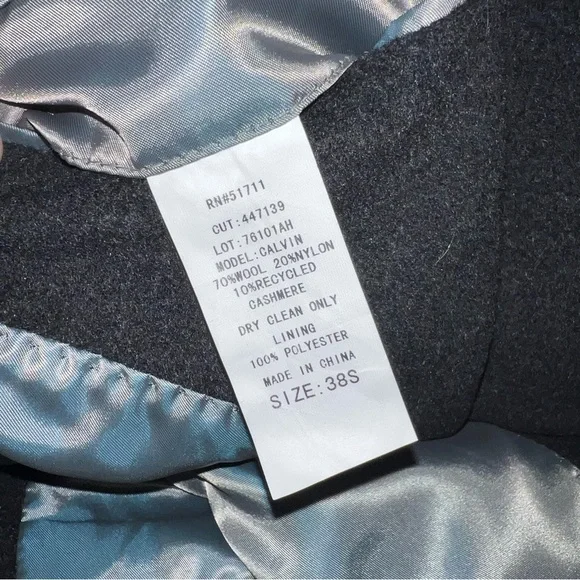 RN#51711
CUT:447139
LOT:76101AH
MODEL:CALVIN
70%WOOL 20%NYLON
10%RECYCLED
CASHMERE
DRY CLEAN ONLY
LINING
100% POLYESTER
MADE IN CHINA
SIZE:38S